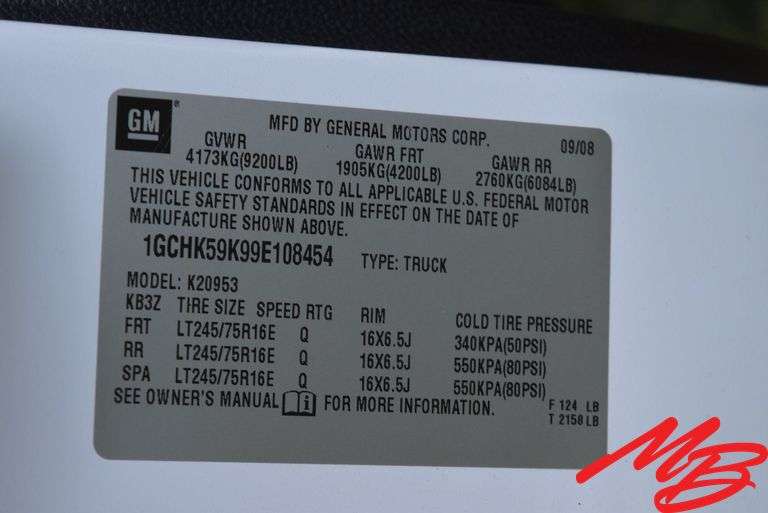 GM®
MFD BY GENERAL MOTORS CORP. 09/08
GVWR GAWR FRT GAWR RR
4173KG(9200LB) 1905KG(4200LB) 2760KG(6084LB)
THIS VEHICLE CONFORMS TO ALL APPLICABLE U.S. FEDERAL MOTOR
VEHICLE SAFETY STANDARDS IN EFFECT ON THE DATE OF
MANUFACTURE SHOWN ABOVE.
1GCHK59K99E108454 TYPE: TRUCK
MODEL: K20953
KB3Z TIRE SIZE SPEED RTG RIM COLD TIRE PRESSURE
FRT LT245/75R16E Q 16X6.5J 340KPA(50PSI)
RR LT245/75R16E Q 16X6.5J 550KPA(80PSI)
SPA LT245/75R16E Q 16X6.5J 550KPA(80PSI)
SEE OWNER'S MANUAL FOR MORE INFORMATION.
F 124 LB
T 2158 LB
MB